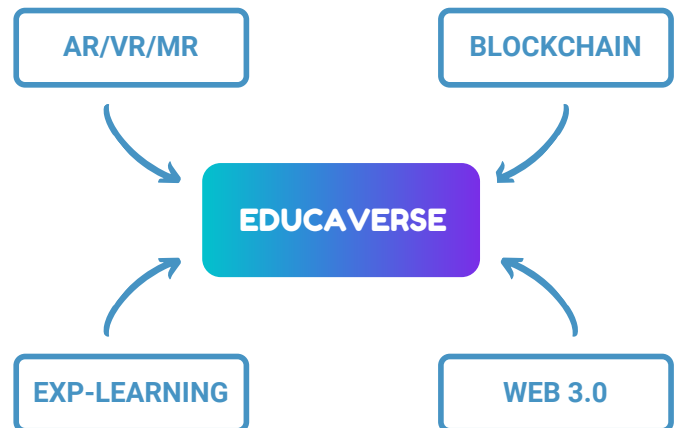 AR/VR/MR
BLOCKCHAIN
EDUCAVERSE
EXP-LEARNING
WEB 3.0